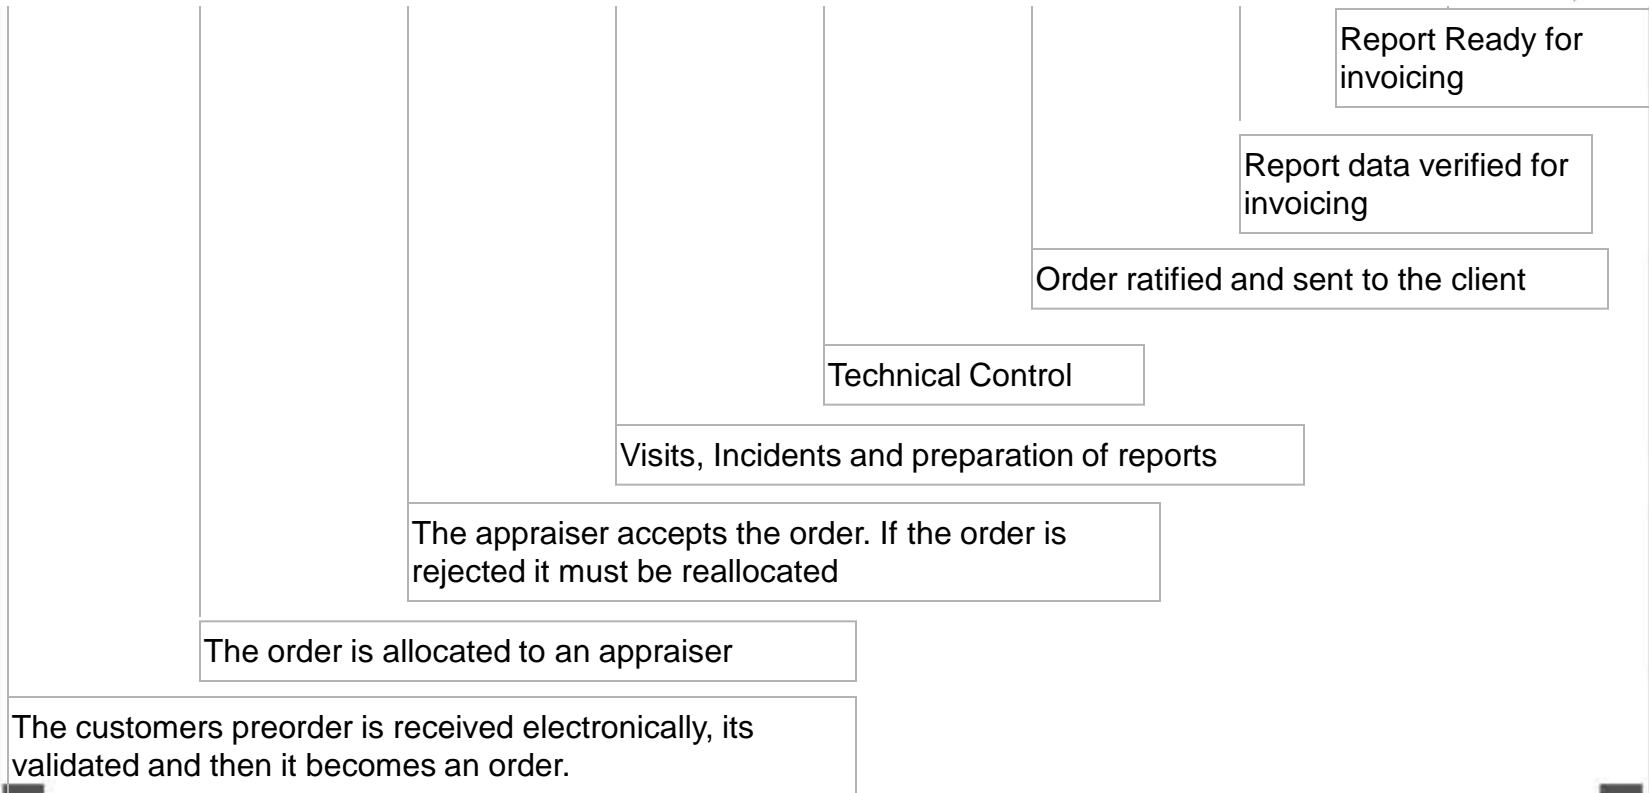 Report Ready for
invoicing
Report data verified for
invoicing
Order ratified and sent to the client
Technical Control
Visits, Incidents and preparation of reports
The appraiser accepts the order. If the order is
rejected it must be reallocated
The order is allocated to an appraiser
The customers preorder is received electronically, its
validated and then it becomes an order.